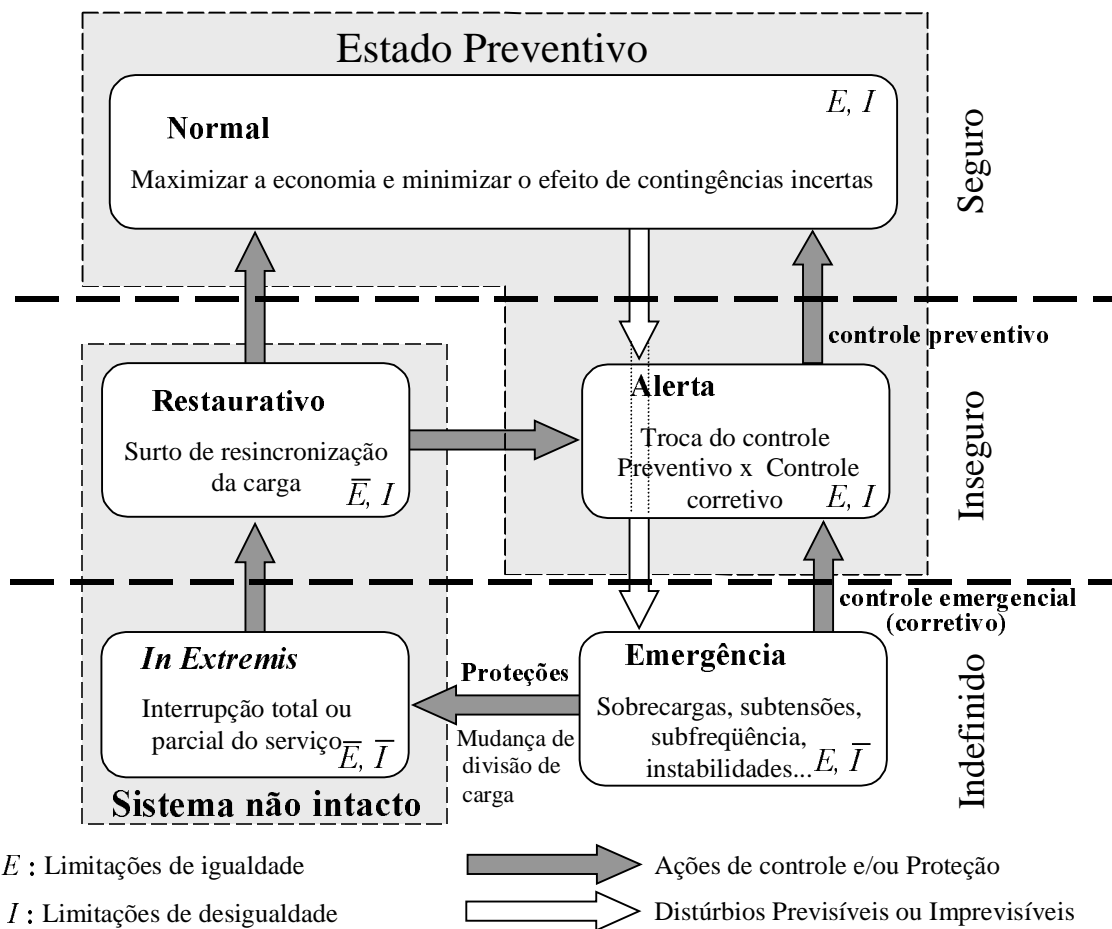 Estado Preventivo
E, I
Normal
Maximizar a economia e minimizar o efeito de contingências incertas
Seguro
controle preventivo
Restaurativo
Surto de resincronização
da carga
E̅, I
Alerta
Troca do controle
Preventivo x Controle
corretivo
E, I
Inseguro
controle emergencial
(corretivo)
In Extremis
Interrupção total ou
parcial do serviço
E̅, I̅
Sistema não intacto
Proteções
Mudança de
divisão de
carga
Emergência
Sobrecargas, subtensões,
subfreqüência,
instabilidades...
E, I̅
Indefinido
E : Limitações de igualdade
Ações de controle e/ou Proteção
I : Limitações de desigualdade
Distúrbios Previsíveis ou Imprevisíveis